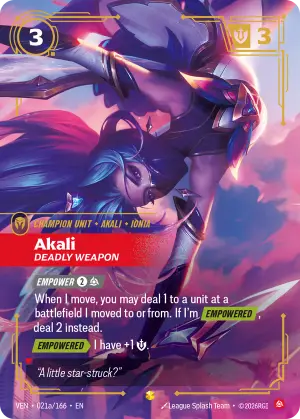 3
3
CHAMPION UNIT • AKALI • IONIA
Akali
DEADLY WEAPON
EMPOWER 2
When I move, you may deal 1 to a unit at a
battlefield I moved to or from. If I'm EMPOWERED,
deal 2 instead.
EMPOWERED I have +1
"A little star-struck?"
VEN • 021a/166 • EN
League Splash Team • ©2026RGI